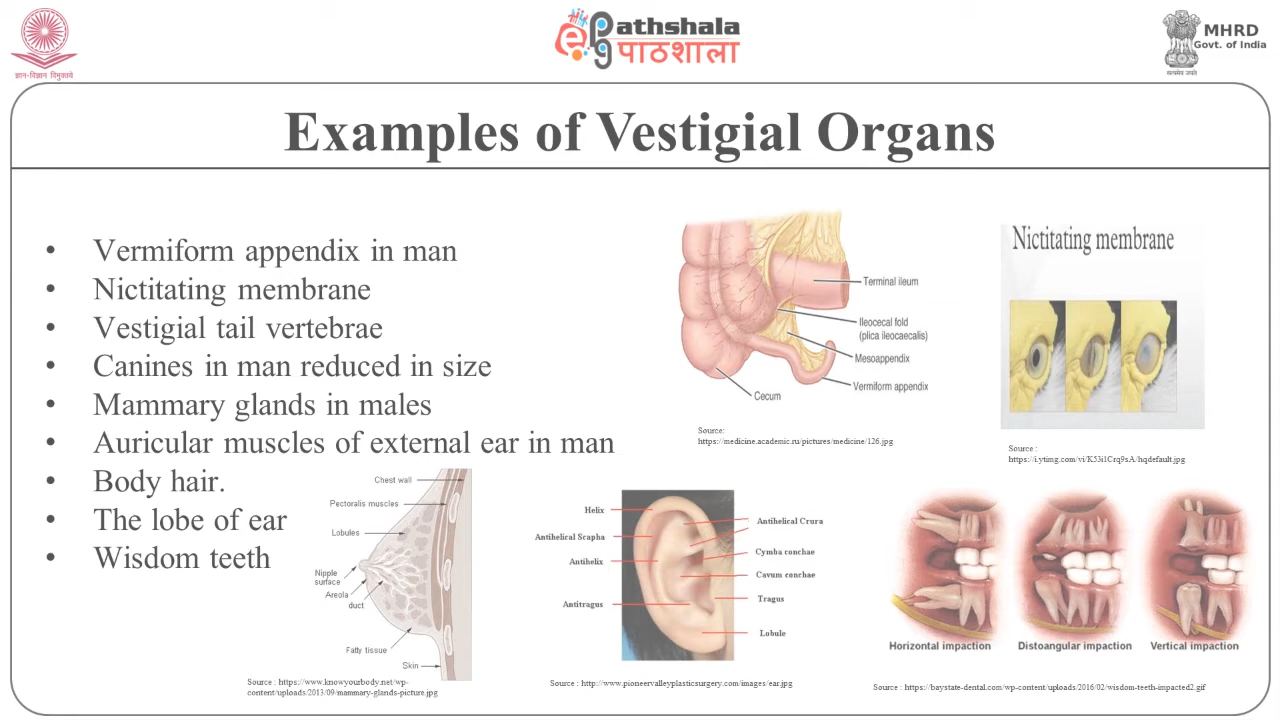 ज्ञान-विज्ञान विमुक्तये
ePathshala
पाठशाला
सत्यमेव जयते
MHRD
Govt. of India
Examples of Vestigial Organs
• Vermiform appendix in man
• Nictitating membrane
• Vestigial tail vertebrae
• Canines in man reduced in size
• Mammary glands in males
• Auricular muscles of external ear in man
• Body hair.
• The lobe of ear
• Wisdom teeth
Terminal ileum
Ileocecal fold
(plica ileocaecalis)
Mesoappendix
Vermiform appendix
Cecum
Source:
https://medicine.academic.ru/pictures/medicine/126.jpg
Nictitating membrane
Source :
https://i.ytimg.com/vi/K53i1Crq9sA/hqdefault.jpg
Chest wall
Pectoralis muscles
Lobules
Nipple
surface
Areola
duct
Fatty tissue
Skin
Source : https://www.knowyourbody.net/wp-
content/uploads/2013/09/mammary-glands-picture.jpg
Helix
Antihelical Scapha
Antihelix
Antitragus
Antihelical Crura
Cymba conchae
Cavum conchae
Tragus
Lobule
Source : http://www.pioneervalleyplasticsurgery.com/images/ear.jpg
Horizontal impaction
Distoangular impaction
Vertical impaction
Source : https://baystate-dental.com/wp-content/uploads/2016/02/wisdom-teeth-impacted2.gif